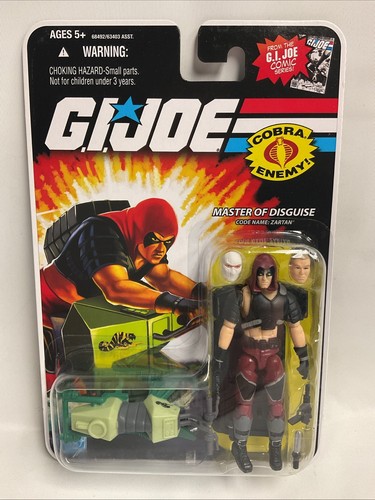 AGES 5+
68492/63403 ASST.
WARNING:
CHOKING HAZARD-Small parts.
Not for children under 3 years.
FROM THE
G.I. JOE
COMIC
SERIES!
G.I. JOE
G.I. JOE
COBRA
ENEMY!
MASTER OF DISGUISE
CODE NAME: ZARTAN